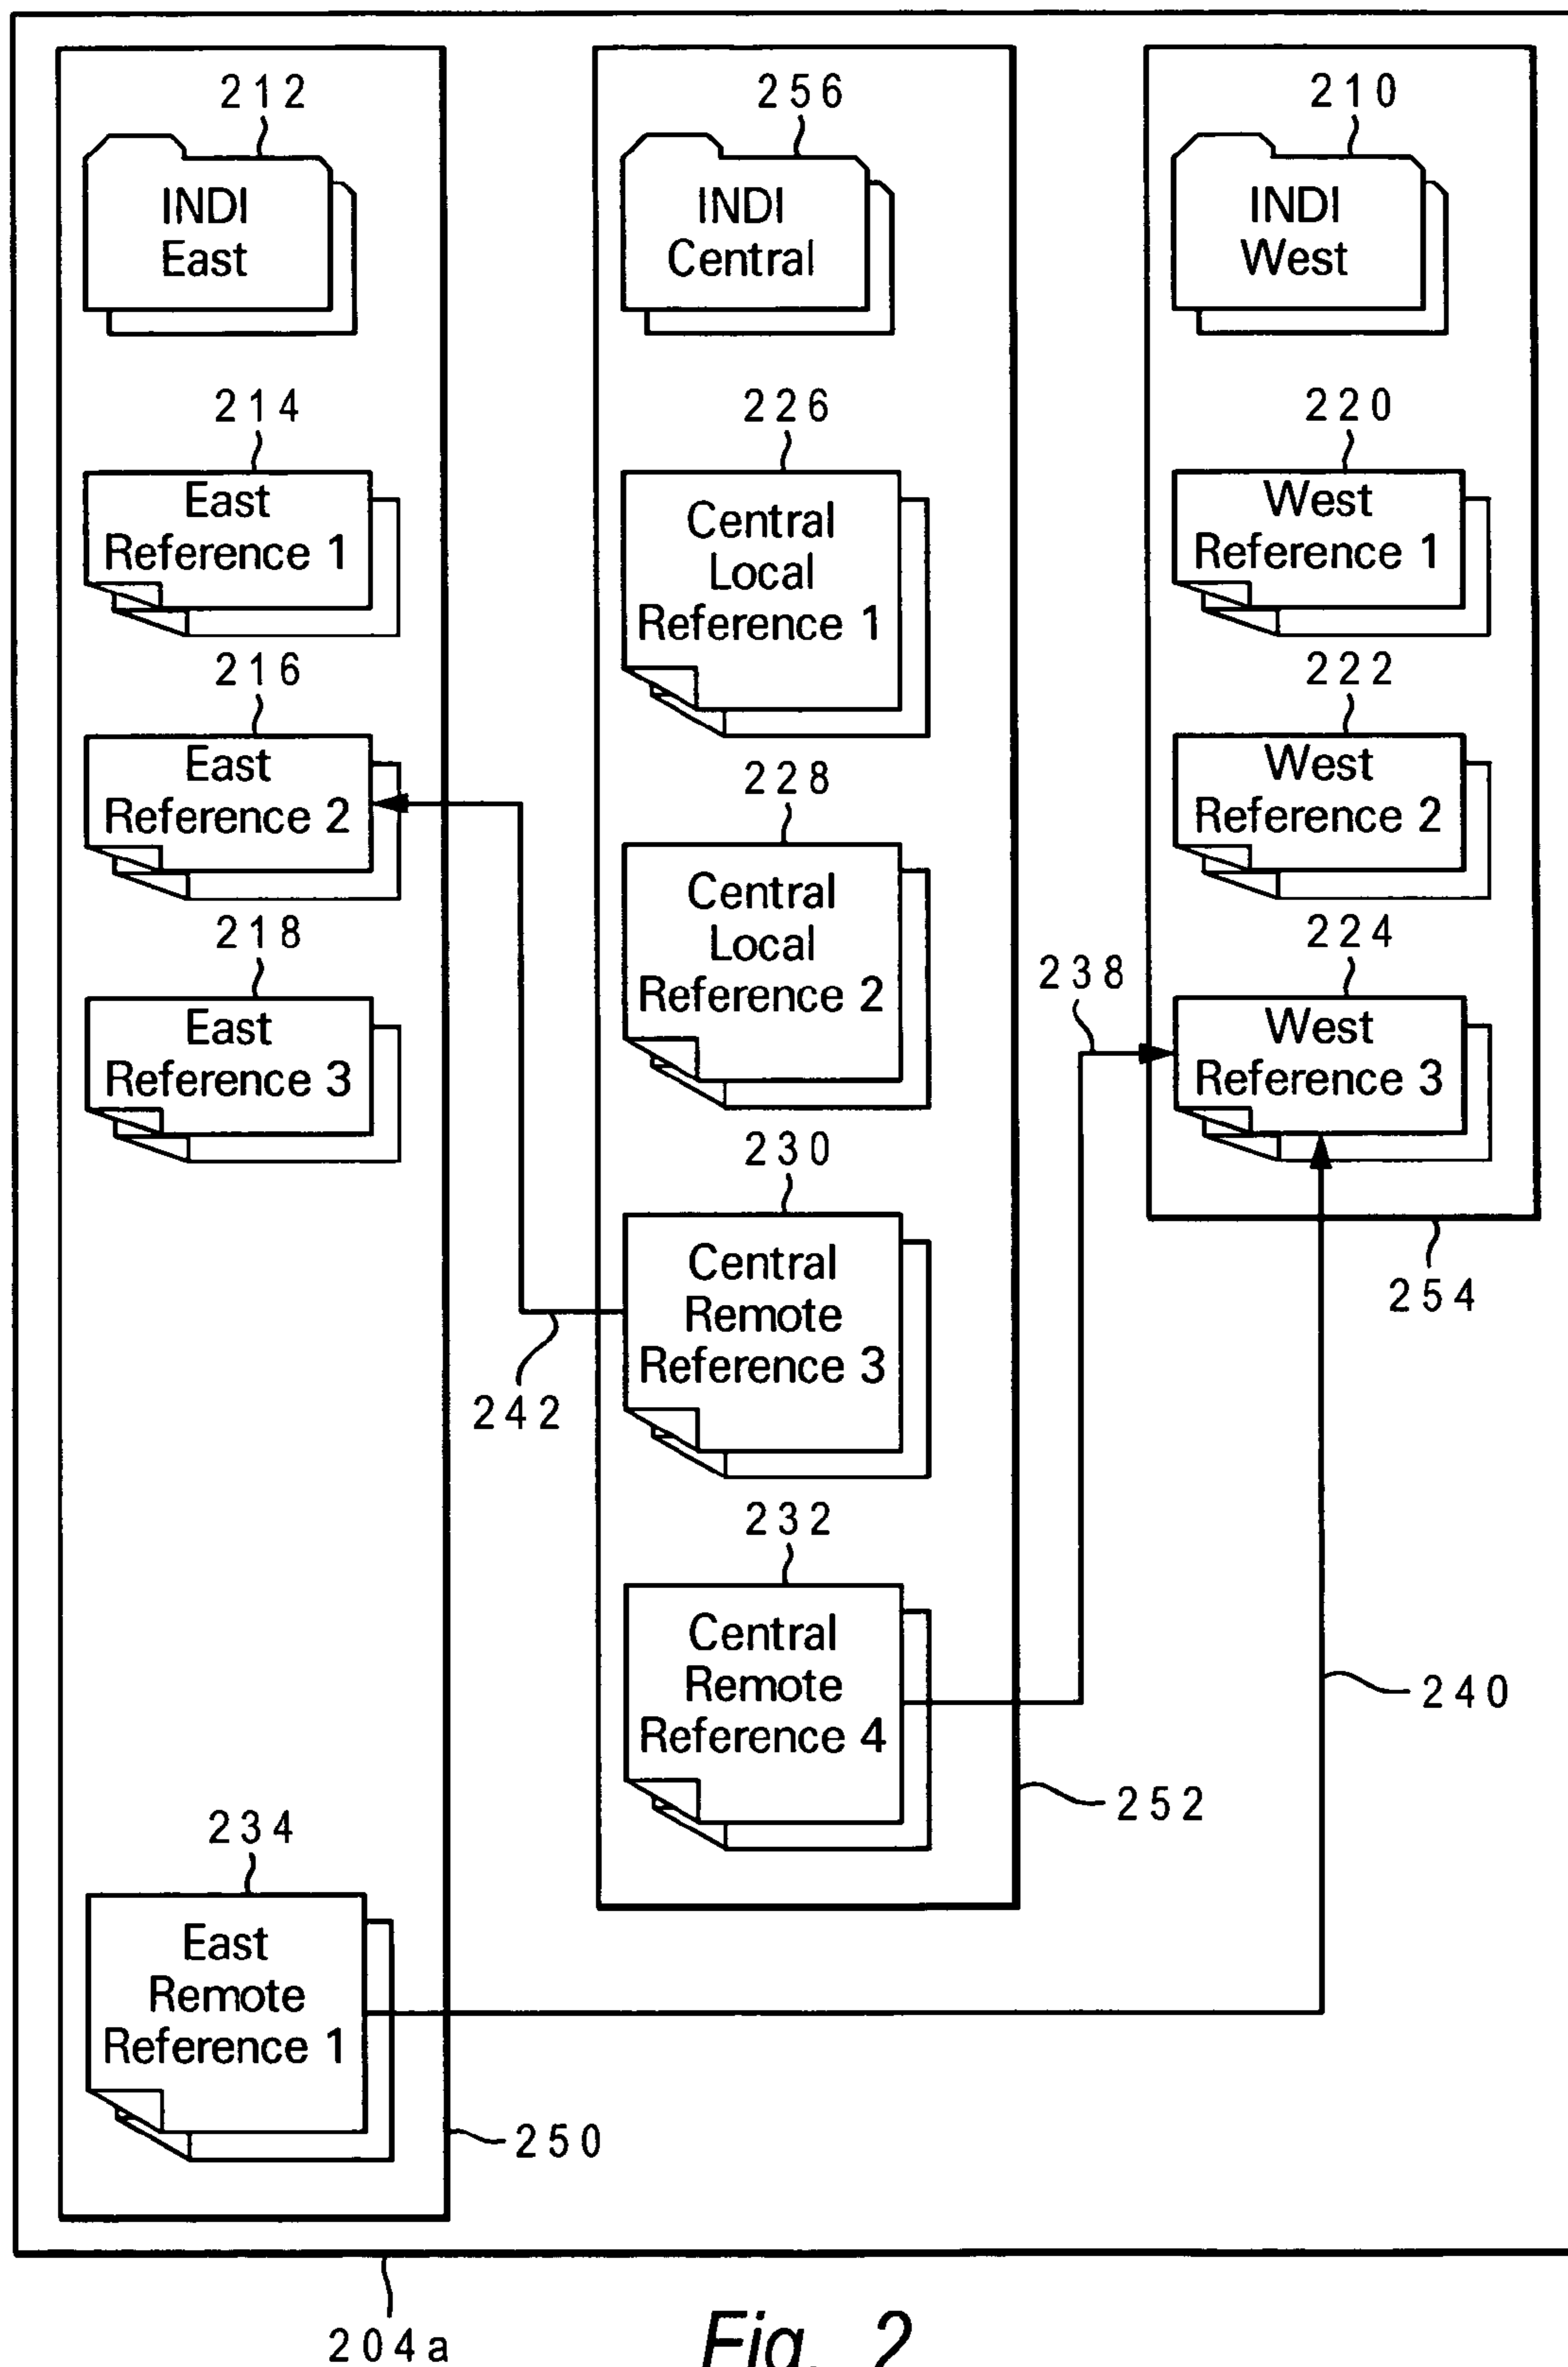 212
INDI
East
214
East
Reference 1
216
East
Reference 2
218
East
Reference 3
234
East
Remote
Reference 1
250
242
256
INDI
Central
226
Central
Local
Reference 1
228
Central
Local
Reference 2
230
Central
Remote
Reference 3
232
Central
Remote
Reference 4
252
238
210
INDI
West
220
West
Reference 1
222
West
Reference 2
224
West
Reference 3
254
240
204a
Fig. 2